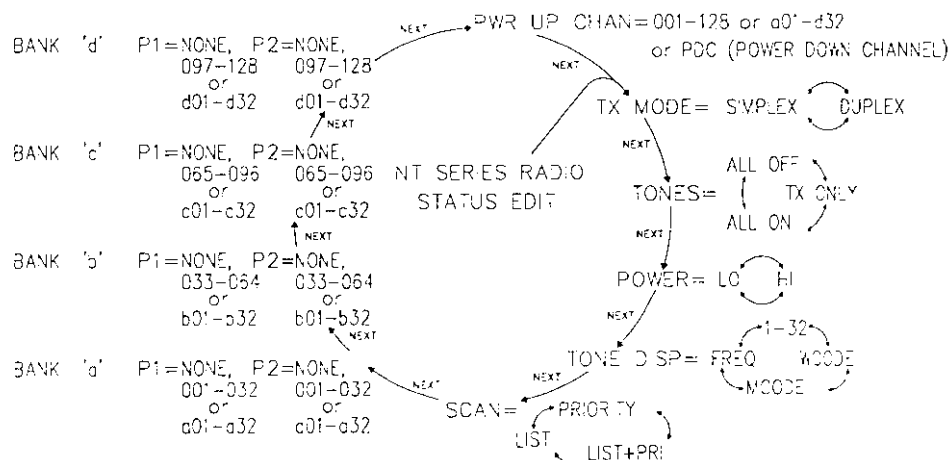 NEXT
PWR UP CHAN=001-128 or a01-d32
or PDC (POWER DOWN CHANNEL)
BANK 'd' P1=NONE, P2=NONE,
097-128 097-128
or or
d01-d32 d01-d32
NEXT
TX MODE= SIMPLEX DUPLEX
NEXT
BANK 'c' P1=NONE, P2=NONE,
065-096 065-096
or or
c01-c32 c01-c32
NT SERIES RADIO
STATUS EDIT
NEXT
TONES= ALL OFF
TX ONLY
ALL ON
NEXT
NEXT
BANK 'b' P1=NONE, P2=NONE,
033-064 033-064
or or
b01-b32 b01-b32
POWER= LO HI
NEXT
NEXT
BANK 'a' P1=NONE, P2=NONE,
001-032 001-032
or or
a01-a32 a01-a32
TONE DISP= FREQ 1-32
MCODE
NEXT
NEXT
SCAN= PRIORITY
LIST LIST+PRI